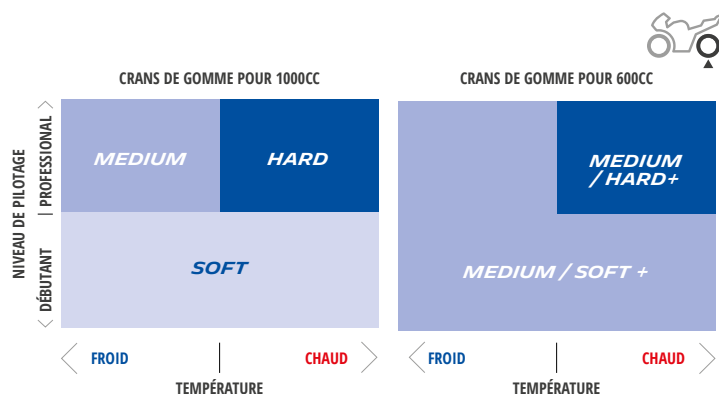 CRANS DE GOMME POUR 1000CC
CRANS DE GOMME POUR 600CC
NIVEAU DE PILOTAGE
DÉBUTANT | PROFESSIONAL
MEDIUM
HARD
SOFT
MEDIUM
/ HARD+
MEDIUM / SOFT +
FROID
CHAUD
TEMPÉRATURE
FROID
CHAUD
TEMPÉRATURE